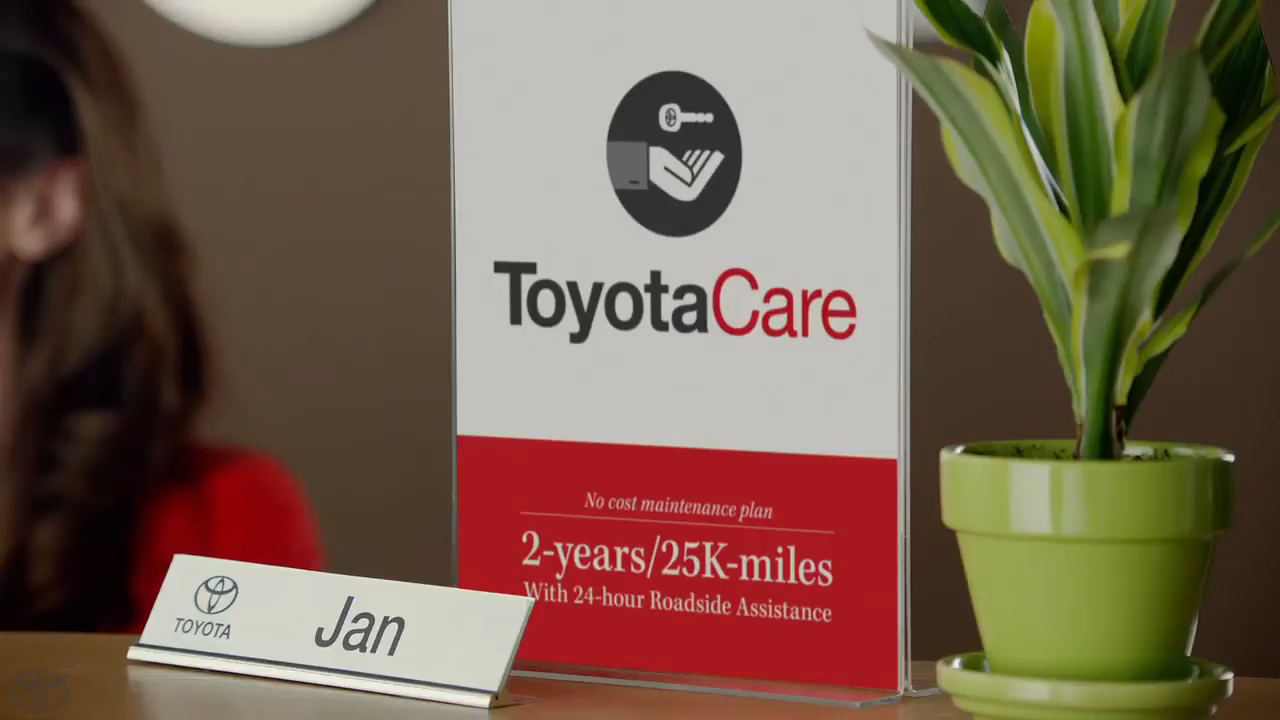 ToyotaCare
No cost maintenance plan
2-years/25K-miles
With 24-hour Roadside Assistance
TOYOTA
Jan